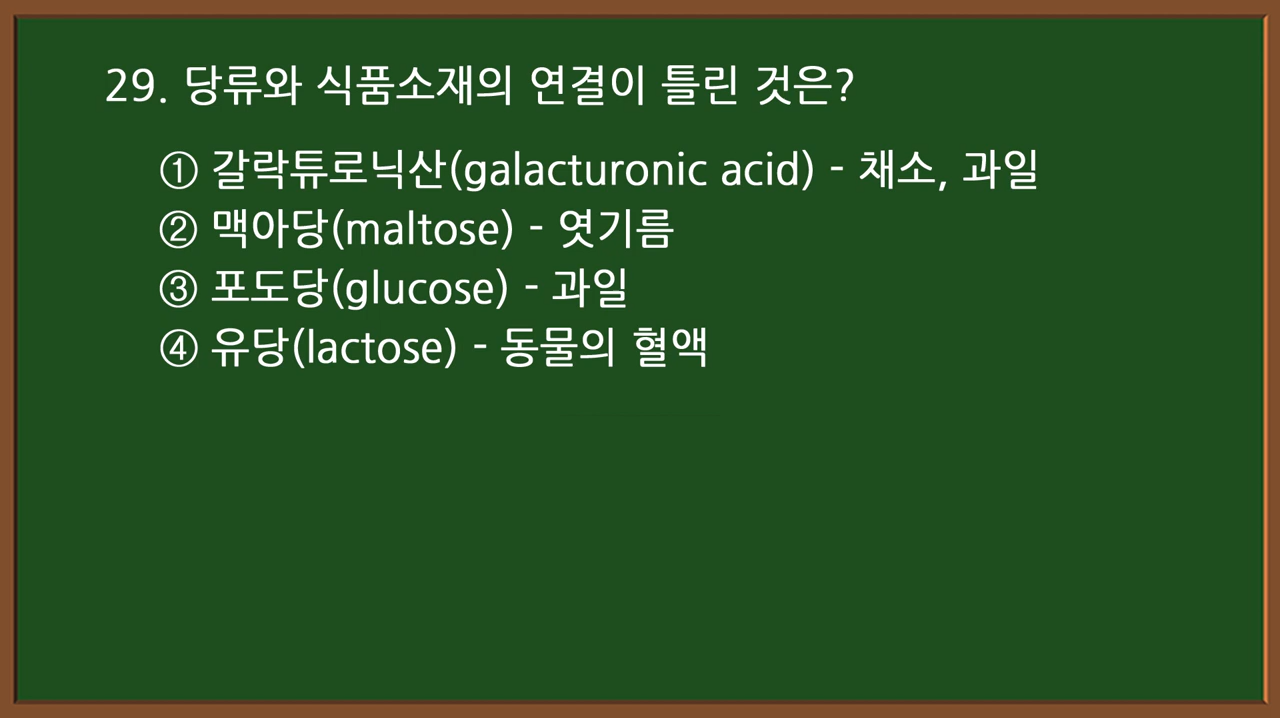 29. 당류와 식품소재의 연결이 틀린 것은?
① 갈락튜로닉산(galacturonic acid) - 채소, 과일
② 맥아당(maltose) - 엿기름
③ 포도당(glucose) - 과일
④ 유당(lactose) - 동물의 혈액